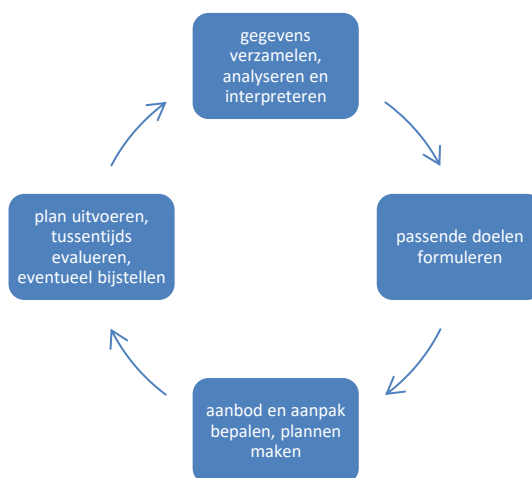 gegevens
verzamelen,
analyseren en
interpreteren
passende doelen
formuleren
aanbod en aanpak
bepalen, plannen
maken
plan uitvoeren,
tussentijds
evalueren,
eventueel bijstellen